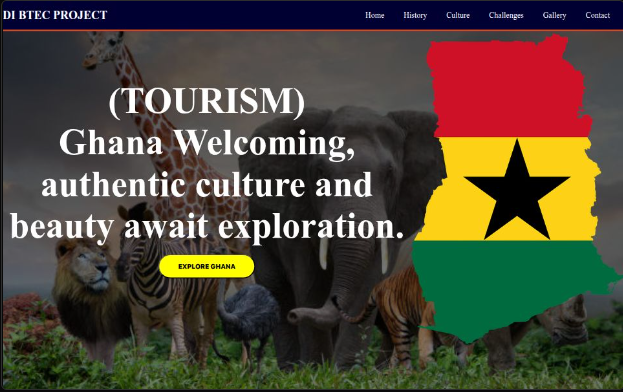 DI BTEC PROJECT
Home History Culture Challenges Gallery Contact
(TOURISM)
Ghana Welcoming,
authentic culture and
beauty await exploration.
EXPLORE GHANA